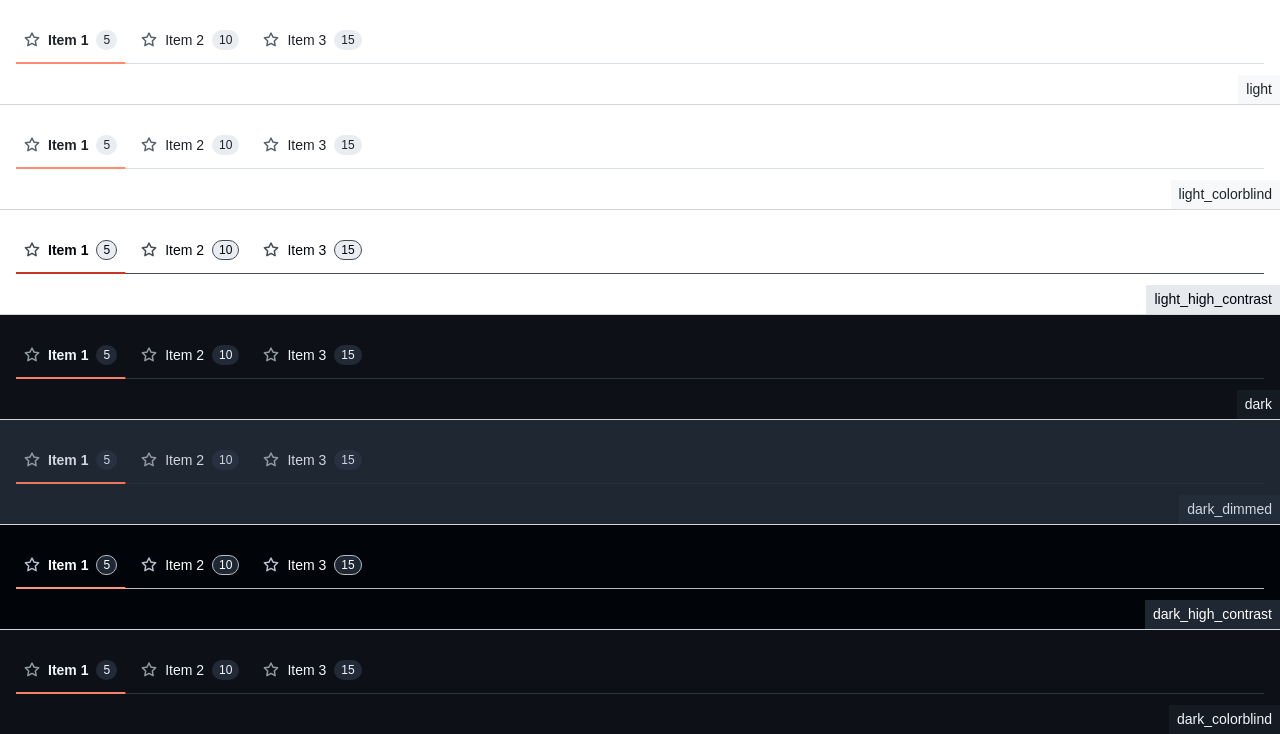 Item 1 5 Item 2 10 Item 3 15
light
Item 1 5 Item 2 10 Item 3 15
light_colorblind
Item 1 5 Item 2 10 Item 3 15
light_high_contrast
Item 1 5 Item 2 10 Item 3 15
dark
Item 1 5 Item 2 10 Item 3 15
dark_dimmed
Item 1 5 Item 2 10 Item 3 15
dark_high_contrast
Item 1 5 Item 2 10 Item 3 15
dark_colorblind